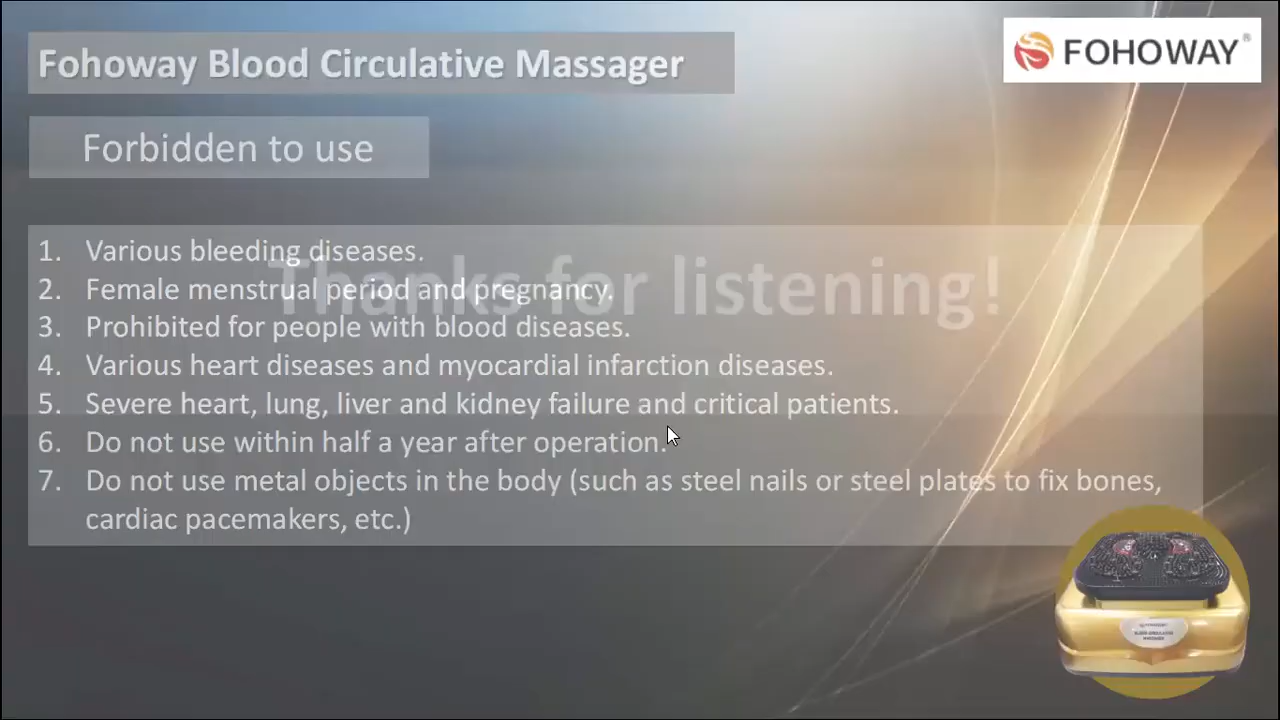 Fohoway Blood Circulative Massager
FOHOWAY®
Forbidden to use
1. Various bleeding diseases.
Thanks for listening!
2. Female menstrual period and pregnancy.
3. Prohibited for people with blood diseases.
4. Various heart diseases and myocardial infarction diseases.
5. Severe heart, lung, liver and kidney failure and critical patients.
6. Do not use within half a year after operation.
7. Do not use metal objects in the body (such as steel nails or steel plates to fix bones,
cardiac pacemakers, etc.)